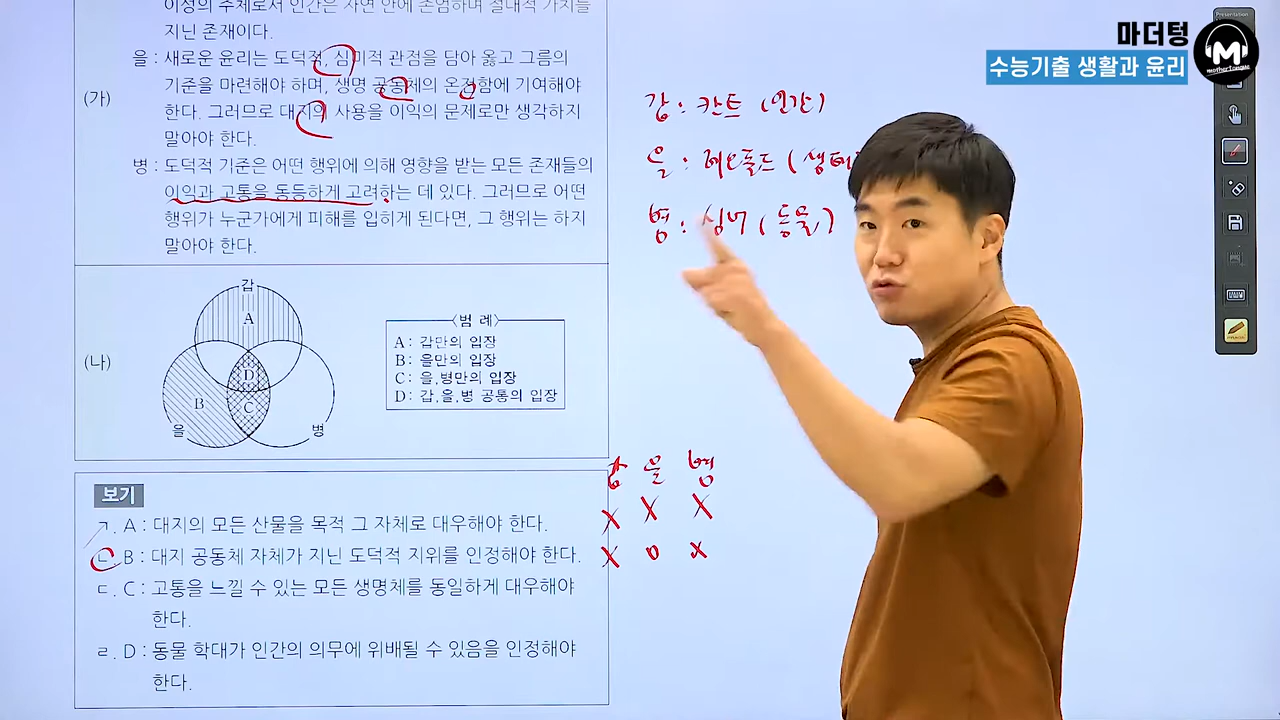 이성의 주체로서 인간은 자연 안에 존엄하며 절대적 가치를
지닌 존재이다.
을 : 새로운 윤리는 도덕적, 심미적 관점을 담아 옳고 그름의
기준을 마련해야 하며, 생명 공동체의 존속에 기여해야
한다. 그러므로 대지의 사용을 이익의 문제로만 생각하지
말아야 한다.
(가)
병 : 도덕적 기준은 어떤 행위에 의해 영향을 받는 모든 존재들의
이익과 고통을 동등하게 고려하는 데 있다. 그러므로 어떤
행위가 누군가에게 피해를 입히게 된다면, 그 행위는 하지
말아야 한다.
(나)
갑
A
B
D
C
을
병
〈범 례〉
A : 갑만의 입장
B : 을만의 입장
C : 을,병만의 입장
D : 갑,을,병 공통의 입장
보기
ㄱ. A : 대지의 모든 산물을 목적 그 자체로 대우해야 한다.
ㄴ. B : 대지 공동체 자체가 지닌 도덕적 지위를 인정해야 한다.
ㄷ. C : 고통을 느낄 수 있는 모든 생명체를 동일하게 대우해야
한다.
ㄹ. D : 동물 학대가 인간의 의무에 위배될 수 있음을 인정해야
한다.
갑 : 칸트 (인간)
을 : 레오폴드 (생태
병 : 싱어 (동물)
갑 을 병
X X X
X O X
마더텅
수능기출 생활과 윤리
M
MotherTongue
Presentation